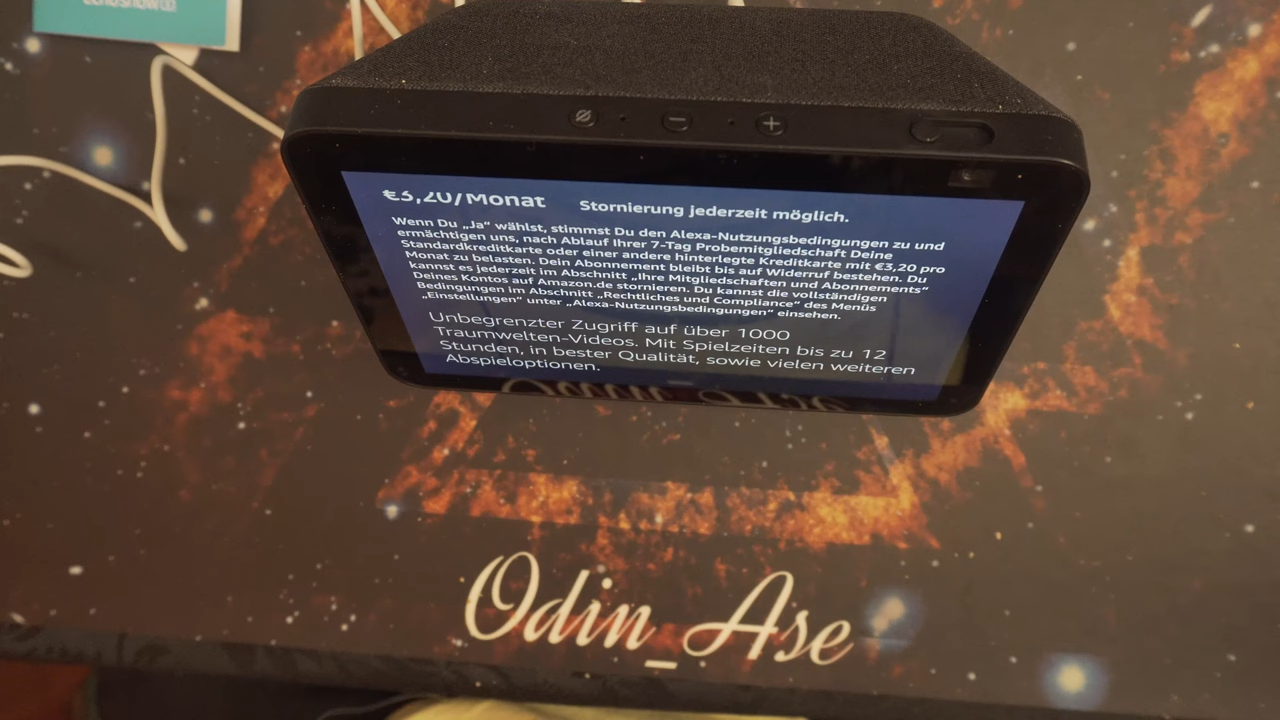 €3,20/Monat Stornierung jederzeit möglich.
Wenn Du „Ja“ wählst, stimmst Du den Alexa-Nutzungsbedingungen zu und
ermächtigen uns, nach Ablauf Ihrer 7-Tag Probemitgliedschaft Deine
Standardkreditkarte oder einer andere hinterlegte Kreditkarte mit €3,20 pro
Monat zu belasten. Dein Abonnement bleibt bis auf Widerruf bestehen. Du
kannst es jederzeit im Abschnitt „Ihre Mitgliedschaften und Abonnements“
Deines Kontos auf Amazon.de stornieren. Du kannst die vollständigen
Bedingungen im Abschnitt „Rechtliches und Compliance“ des Menüs
„Einstellungen“ unter „Alexa-Nutzungsbedingungen“ einsehen.
Unbegrenzter Zugriff auf über 1000
Traumwelten-Videos. Mit Spielzeiten bis zu 12
Stunden, in bester Qualität, sowie vielen weiteren
Abspieloptionen.
Odin_Ase